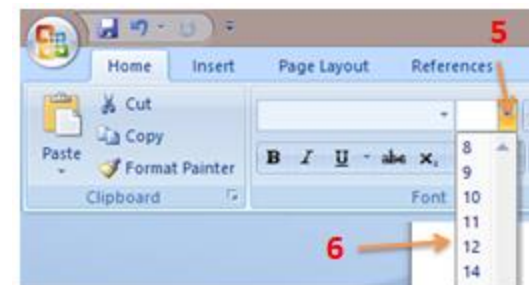 5
Home Insert Page Layout References
Cut
Copy
Paste
Format Painter
B I U abc x,
Clipboard
Font
8
9
10
11
12
14
6